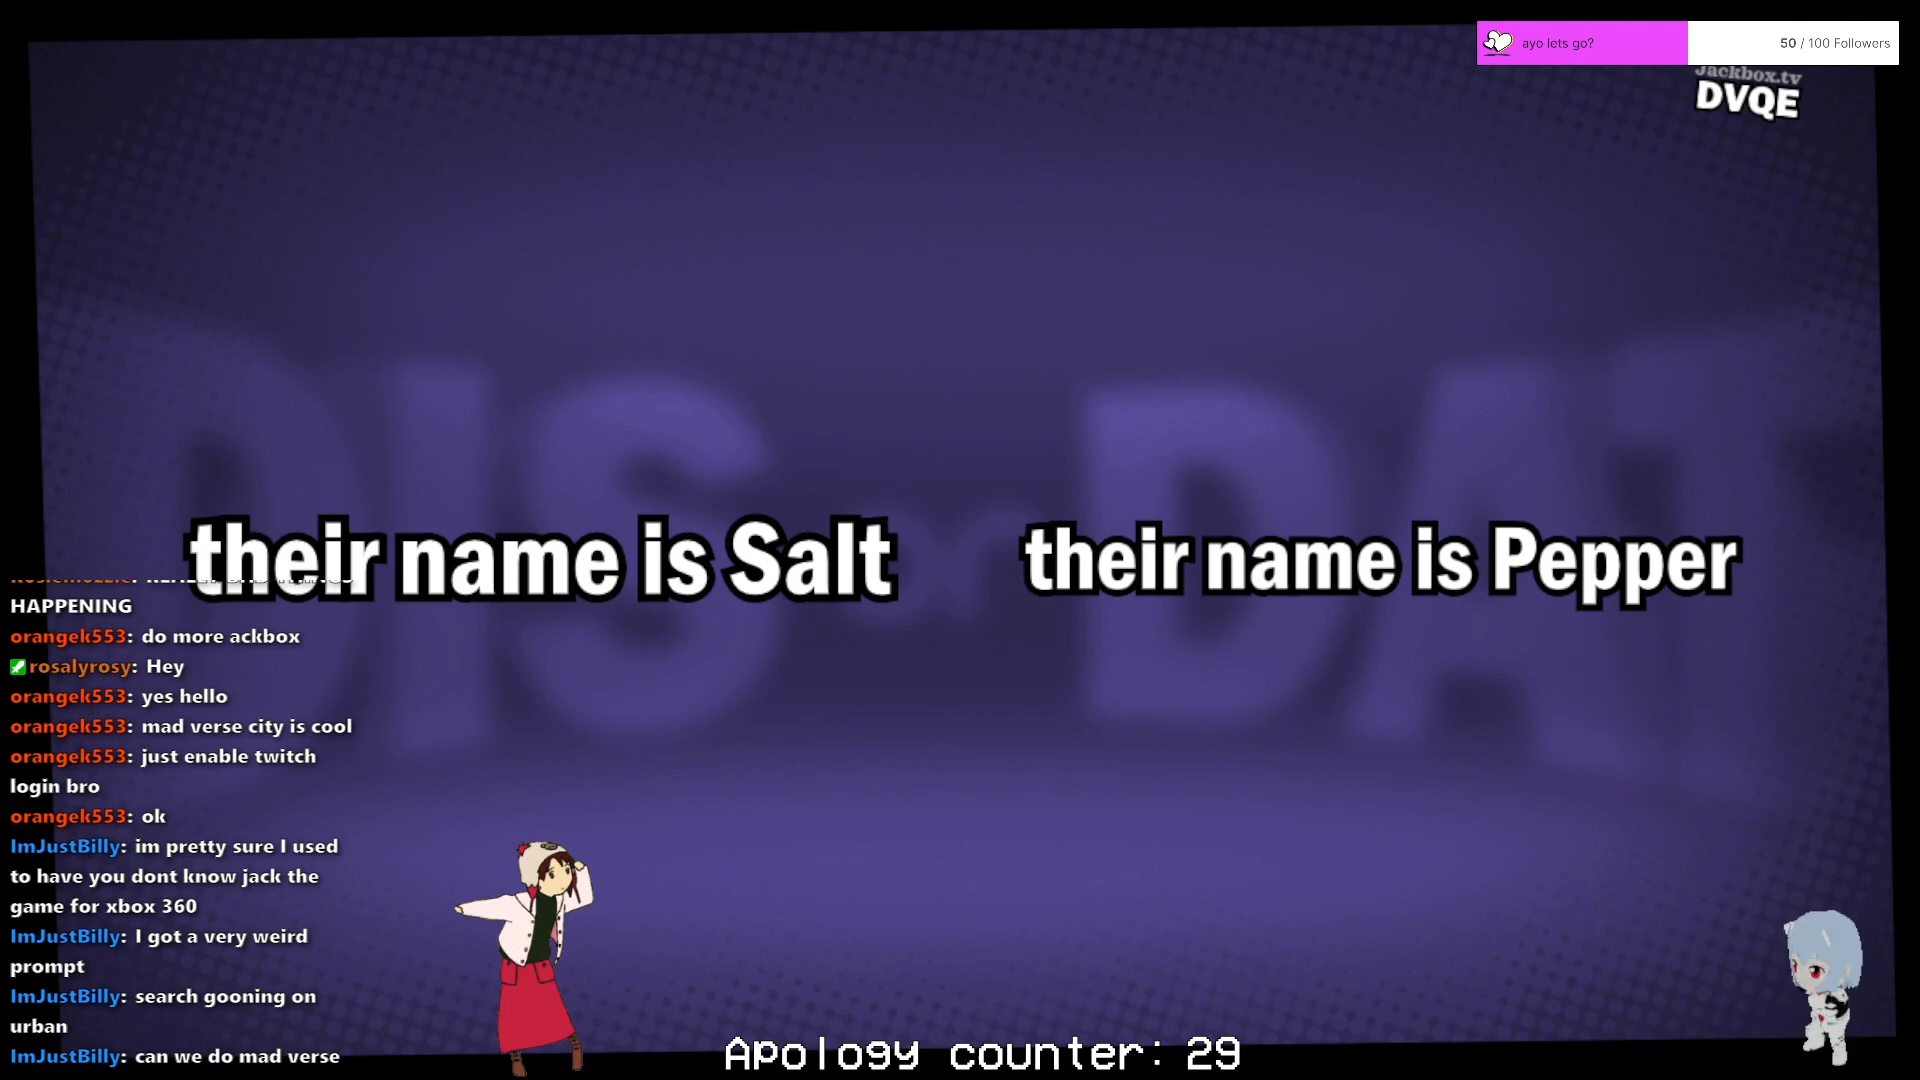 ayo lets go?
50 / 100 Followers
Jackbox.tv
DVQE
DIS or DAT
their name is Salt
their name is Pepper
HAPPENING
orangek553: do more ackbox
rosalyrosy: Hey
orangek553: yes hello
orangek553: mad verse city is cool
orangek553: just enable twitch
login bro
orangek553: ok
ImJustBilly: im pretty sure I used
to have you dont know jack the
game for xbox 360
ImJustBilly: I got a very weird
prompt
ImJustBilly: search gooning on
urban
ImJustBilly: can we do mad verse
Apology counter: 29